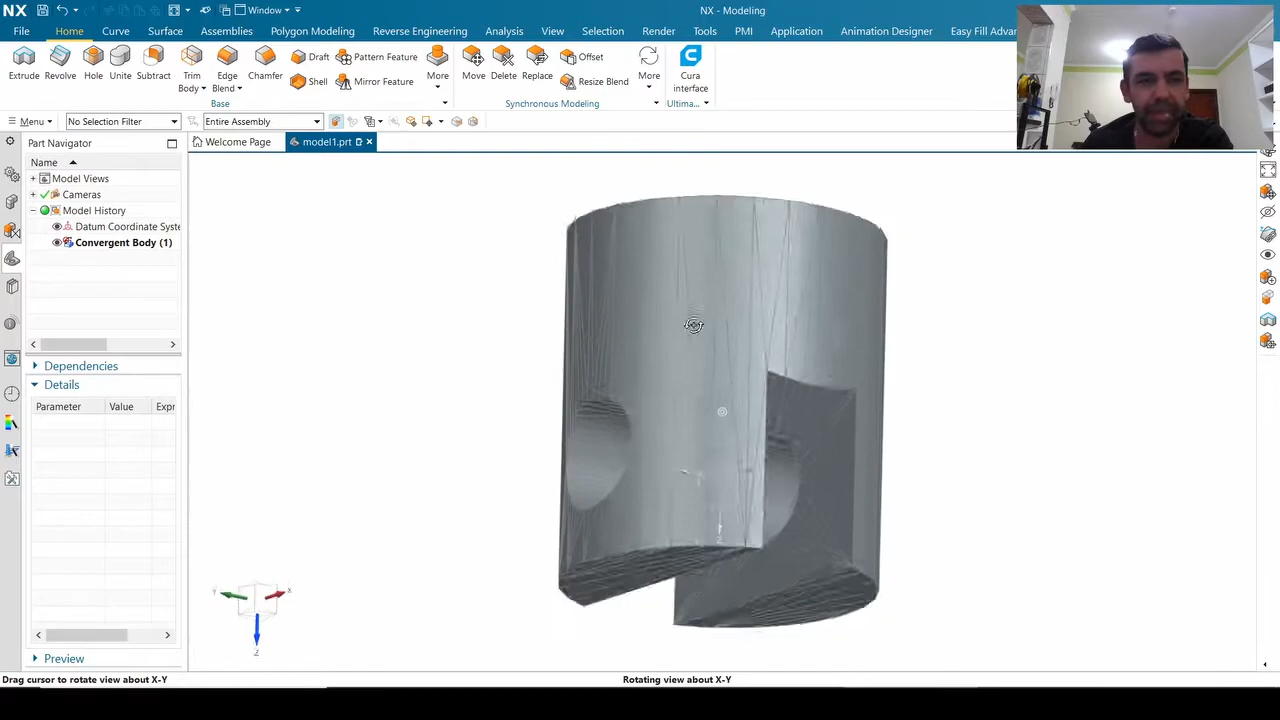 NX
Window
NX - Modeling
File Home Curve Surface Assemblies Polygon Modeling Reverse Engineering Analysis View Selection Render Tools PMI Application Animation Designer Easy Fill Advan
Extrude Revolve Hole Unite Subtract Trim Body Edge Blend Chamfer Draft Shell Pattern Feature Mirror Feature More
Move Delete Replace Offset Resize Blend More Cura interface
Base Synchronous Modeling Ultima...
Menu No Selection Filter Entire Assembly
Part Navigator Welcome Page model1.prt
Name
Model Views
Cameras
Model History
Datum Coordinate Syste
Convergent Body (1)
Dependencies
Details
Parameter Value Expr
Y X
Z
Preview
Drag cursor to rotate view about X-Y Rotating view about X-Y